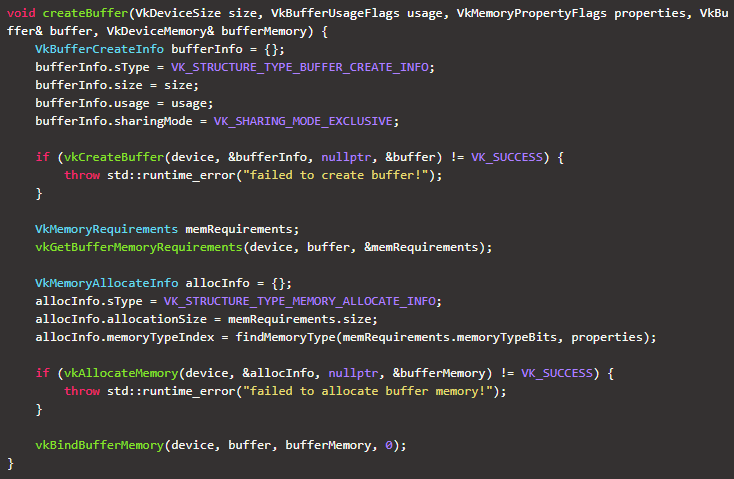 void createBuffer(VkDeviceSize size, VkBufferUsageFlags usage, VkMemoryPropertyFlags properties, VkBu
ffer& buffer, VkDeviceMemory& bufferMemory) {
    VkBufferCreateInfo bufferInfo = {};
    bufferInfo.sType = VK_STRUCTURE_TYPE_BUFFER_CREATE_INFO;
    bufferInfo.size = size;
    bufferInfo.usage = usage;
    bufferInfo.sharingMode = VK_SHARING_MODE_EXCLUSIVE;

    if (vkCreateBuffer(device, &bufferInfo, nullptr, &buffer) != VK_SUCCESS) {
        throw std::runtime_error("failed to create buffer!");
    }

    VkMemoryRequirements memRequirements;
    vkGetBufferMemoryRequirements(device, buffer, &memRequirements);

    VkMemoryAllocateInfo allocInfo = {};
    allocInfo.sType = VK_STRUCTURE_TYPE_MEMORY_ALLOCATE_INFO;
    allocInfo.allocationSize = memRequirements.size;
    allocInfo.memoryTypeIndex = findMemoryType(memRequirements.memoryTypeBits, properties);

    if (vkAllocateMemory(device, &allocInfo, nullptr, &bufferMemory) != VK_SUCCESS) {
        throw std::runtime_error("failed to allocate buffer memory!");
    }

    vkBindBufferMemory(device, buffer, bufferMemory, 0);
}